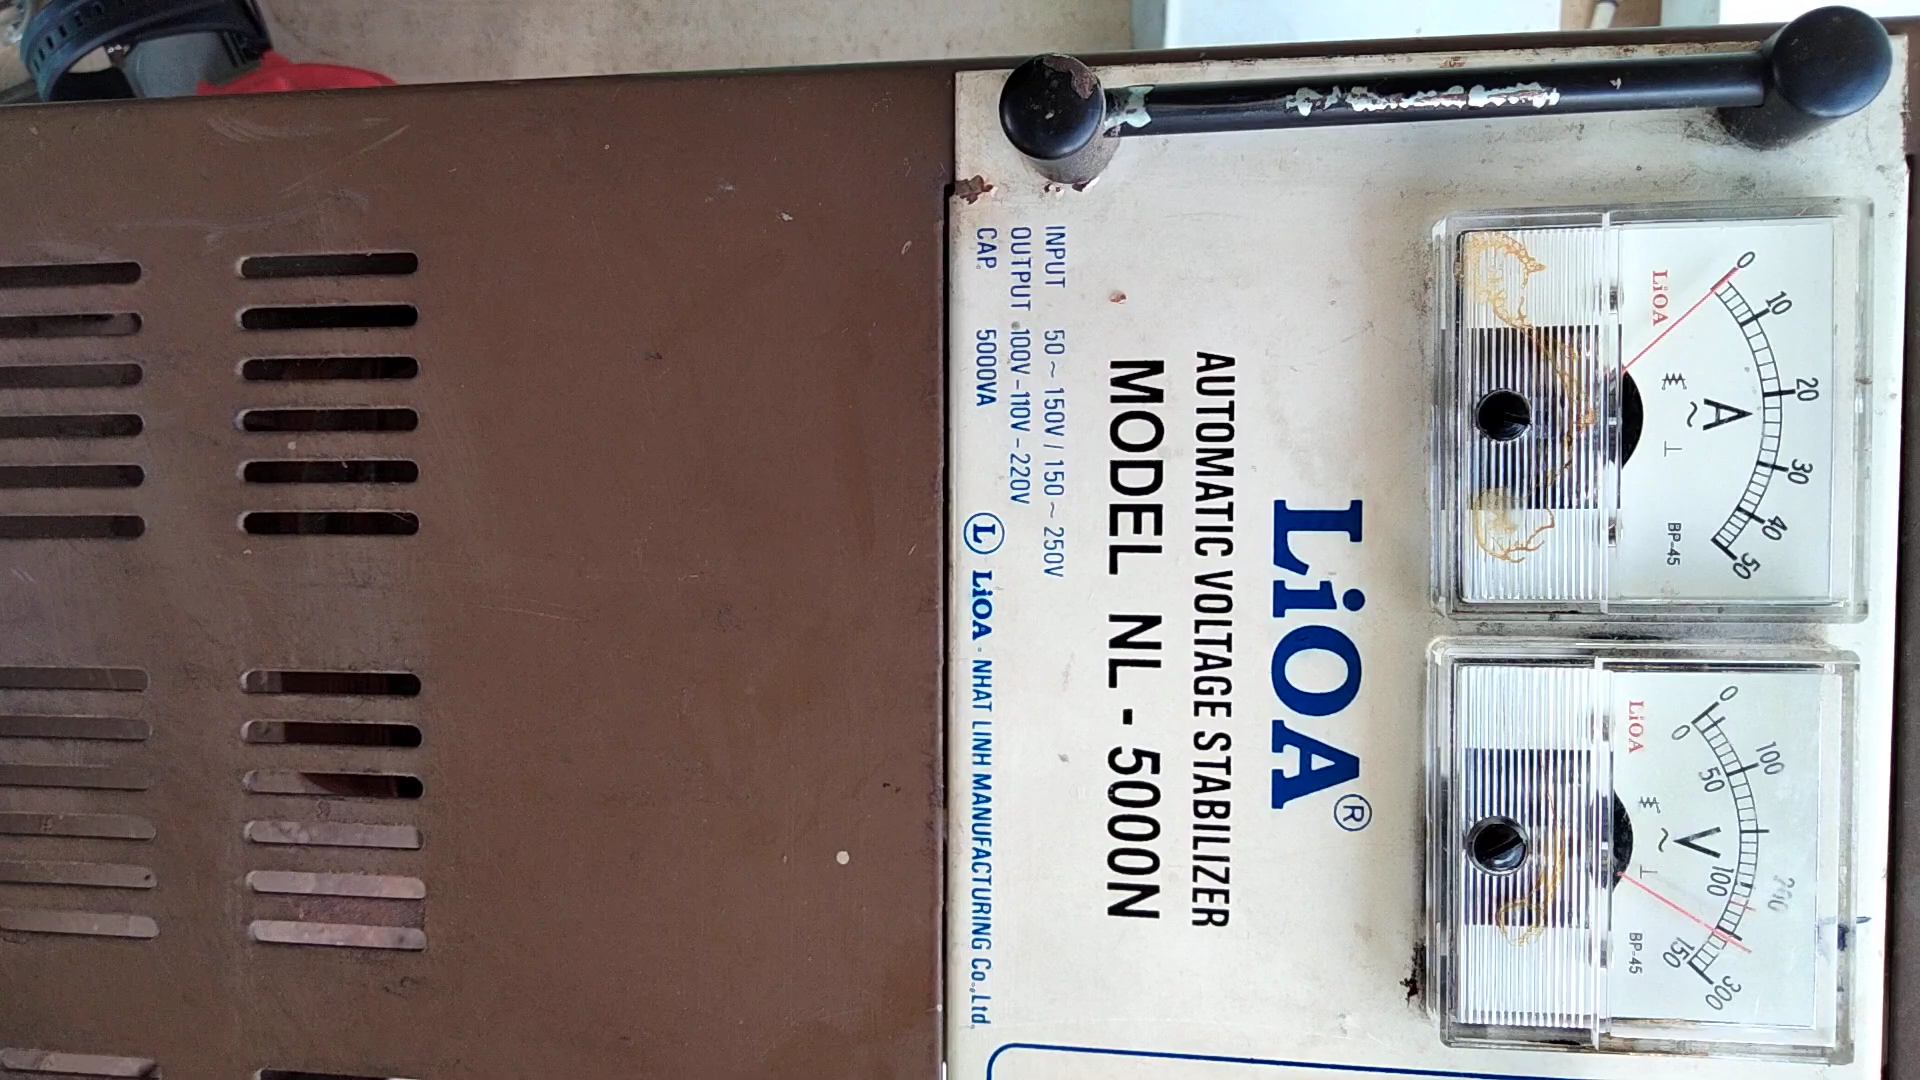 0 10 20 30 40 50
LiOA
A
BP-45
0 100 200 300
0 50 100 150
LiOA
V
BP-45
LiOA®
AUTOMATIC VOLTAGE STABILIZER
MODEL NL - 5000N
INPUT 50 ~ 150V / 150 ~ 250V
OUTPUT 100V-110V-220V
CAP. 5000VA
L LiOA - NHAT LINH MANUFACTURING Co.,Ltd.